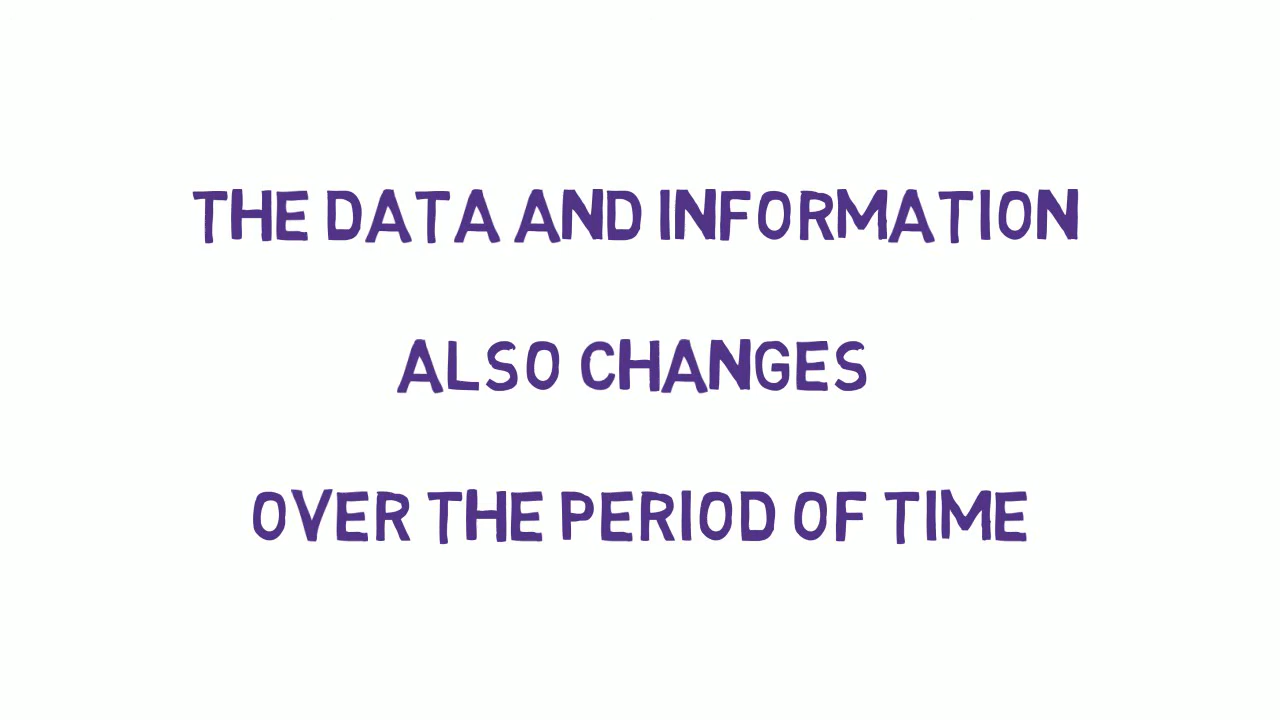 THE DATA AND INFORMATION
ALSO CHANGES
OVER THE PERIOD OF TIME